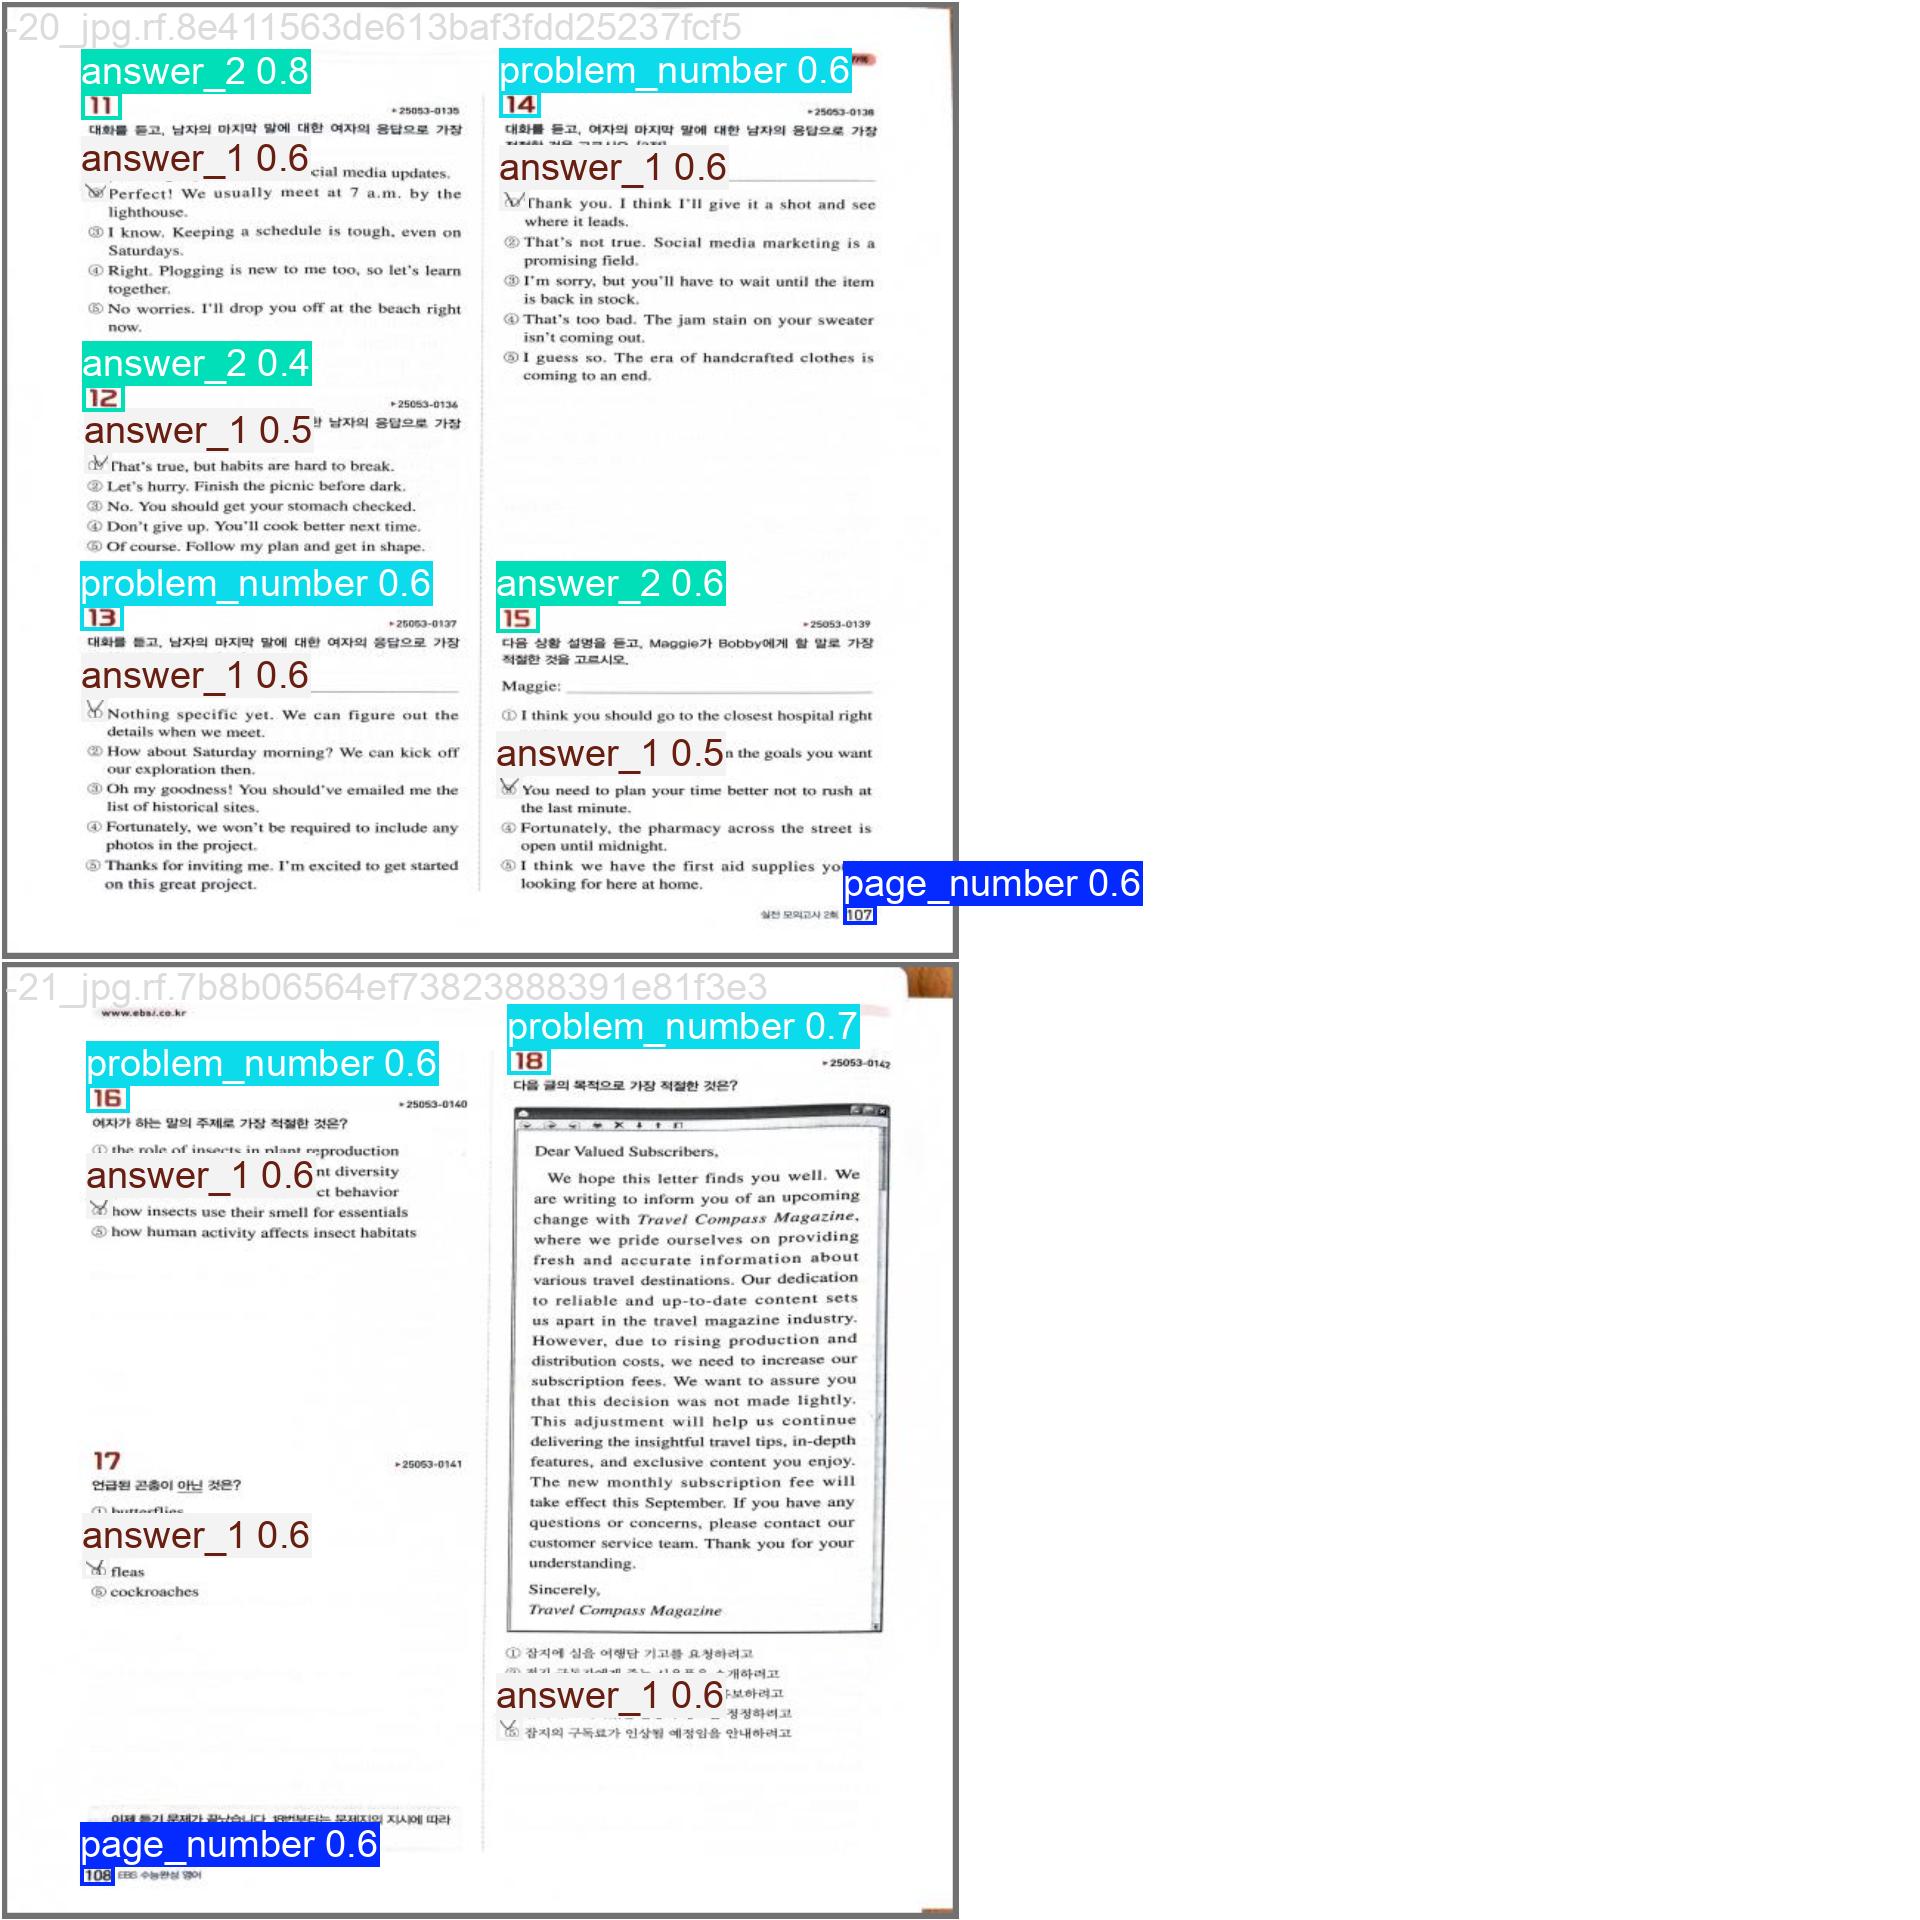 -20_jpg.rf.8e411563de613baf3fdd25237fcf5
answer_2 0.8
11
▸25053-0135
대화를 듣고, 남자의 마지막 말에 대한 여자의 응답으로 가장
answer_1 0.6
cial media updates.
Perfect! We usually meet at 7 a.m. by the
lighthouse.
③ I know. Keeping a schedule is tough, even on
Saturdays.
④ Right. Plogging is new to me too, so let's learn
together.
⑤ No worries. I'll drop you off at the beach right
now.
answer_2 0.4
12
▸25053-0136
answer_1 0.5
남자의 응답으로 가장
That's true, but habits are hard to break.
② Let's hurry. Finish the picnic before dark.
③ No. You should get your stomach checked.
④ Don't give up. You'll cook better next time.
⑤ Of course. Follow my plan and get in shape.
problem_number 0.6
13
▸25053-0137
대화를 듣고, 남자의 마지막 말에 대한 여자의 응답으로 가장
answer_1 0.6
① Nothing specific yet. We can figure out the
details when we meet.
② How about Saturday morning? We can kick off
our exploration then.
③ Oh my goodness! You should've emailed me the
list of historical sites.
④ Fortunately, we won't be required to include any
photos in the project.
⑤ Thanks for inviting me. I'm excited to get started
on this great project.
problem_number 0.6
14
▸25053-0138
대화를 듣고, 여자의 마지막 말에 대한 남자의 응답으로 가장
answer_1 0.6
Thank you. I think I'll give it a shot and see
where it leads.
② That's not true. Social media marketing is a
promising field.
③ I'm sorry, but you'll have to wait until the item
is back in stock.
④ That's too bad. The jam stain on your sweater
isn't coming out.
⑤ I guess so. The era of handcrafted clothes is
coming to an end.
answer_2 0.6
15
▸25053-0139
다음 상황 설명을 듣고, Maggie가 Bobby에게 할 말로 가장
적절한 것을 고르시오.
Maggie:
① I think you should go to the closest hospital right
answer_1 0.5
n the goals you want
You need to plan your time better not to rush at
the last minute.
④ Fortunately, the pharmacy across the street is
open until midnight.
⑤ I think we have the first aid supplies
looking for here at home.
page_number 0.6
실전 모의고사 2회 107
-21_jpg.rf.7b8b06564ef73823888391e81f3e3
www.ebsi.co.kr
problem_number 0.6
16
▸25053-0140
여자가 하는 말의 주제로 가장 적절한 것은?
① the role of insects in plant reproduction
answer_1 0.6
nt diversity
ct behavior
how insects use their smell for essentials
⑤ how human activity affects insect habitats
17
▸25053-0141
언급된 곤충이 아닌 것은?
① butterflies
answer_1 0.6
fleas
⑤ cockroaches
이제 듣기 문제가 끝났습니다. 18번부터는 문제지의 지시에 따라
page_number 0.6
108 EBS 수능완성 영어
problem_number 0.7
18
▸25053-0142
다음 글의 목적으로 가장 적절한 것은?
Dear Valued Subscribers,
We hope this letter finds you well. We
are writing to inform you of an upcoming
change with Travel Compass Magazine,
where we pride ourselves on providing
fresh and accurate information about
various travel destinations. Our dedication
to reliable and up-to-date content sets
us apart in the travel magazine industry.
However, due to rising production and
distribution costs, we need to increase our
subscription fees. We want to assure you
that this decision was not made lightly.
This adjustment will help us continue
delivering the insightful travel tips, in-depth
features, and exclusive content you enjoy.
The new monthly subscription fee will
take effect this September. If you have any
questions or concerns, please contact our
customer service team. Thank you for your
understanding.
Sincerely,
Travel Compass Magazine
① 잡지에 실을 여행담 기고를 요청하려고
개하려고
answer_1 0.6
보하려고
정정하려고
⑤ 잡지의 구독료가 인상될 예정임을 안내하려고